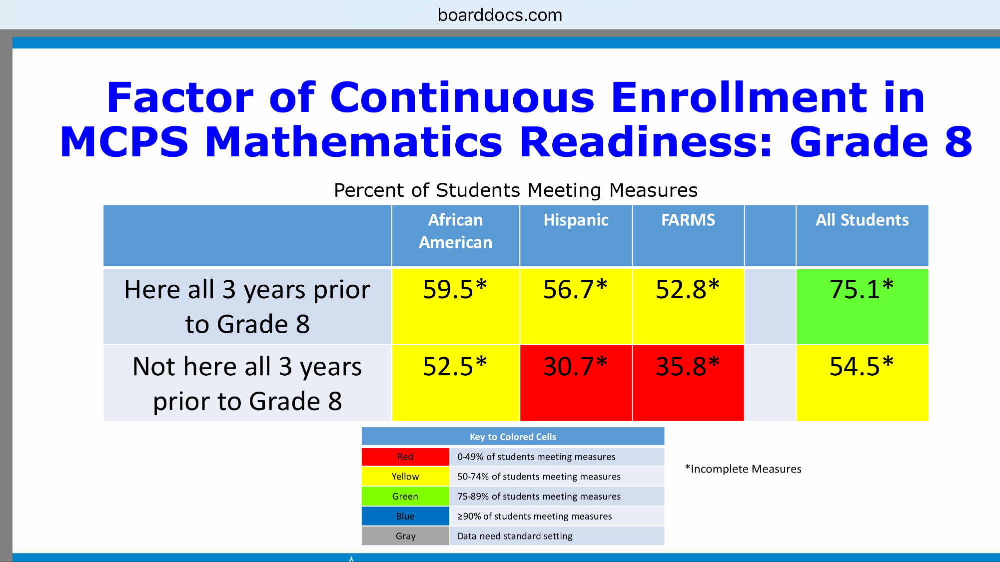 boarddocs.com
Factor of Continuous Enrollment in
MCPS Mathematics Readiness: Grade 8
Percent of Students Meeting Measures
African American Hispanic FARMS All Students
Here all 3 years prior to Grade 8 59.5* 56.7* 52.8* 75.1*
Not here all 3 years prior to Grade 8 52.5* 30.7* 35.8* 54.5*
Key to Colored Cells
Red 0-49% of students meeting measures
Yellow 50-74% of students meeting measures
Green 75-89% of students meeting measures
Blue ≥90% of students meeting measures
Gray Data need standard setting
*Incomplete Measures